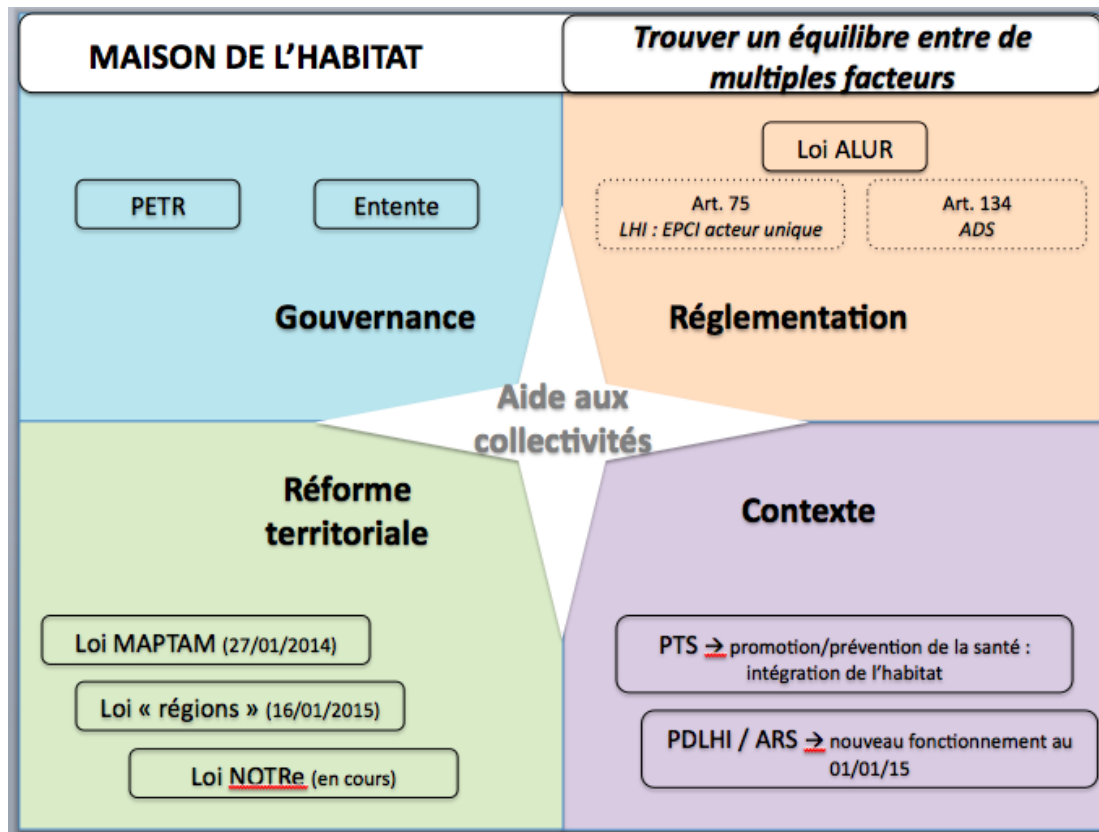 MAISON DE L'HABITAT
Trouver un équilibre entre de
multiples facteurs
PETR
Entente
Gouvernance
Loi ALUR
Art. 75
LHI : EPCI acteur unique
Art. 134
ADS
Réglementation
Aide aux
collectivités
Réforme
territoriale
Loi MAPTAM (27/01/2014)
Loi « régions » (16/01/2015)
Loi NOTRe (en cours)
Contexte
PTS → promotion/prévention de la santé :
intégration de l'habitat
PDLHI / ARS → nouveau fonctionnement au
01/01/15